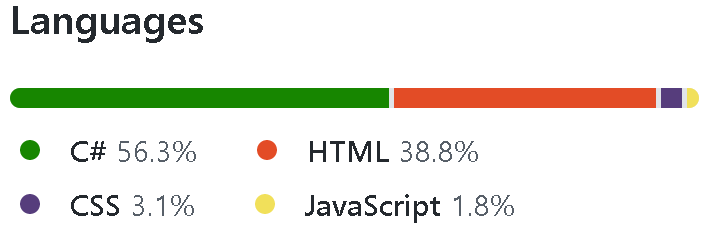 Languages
C# 56.3% HTML 38.8%
CSS 3.1% JavaScript 1.8%